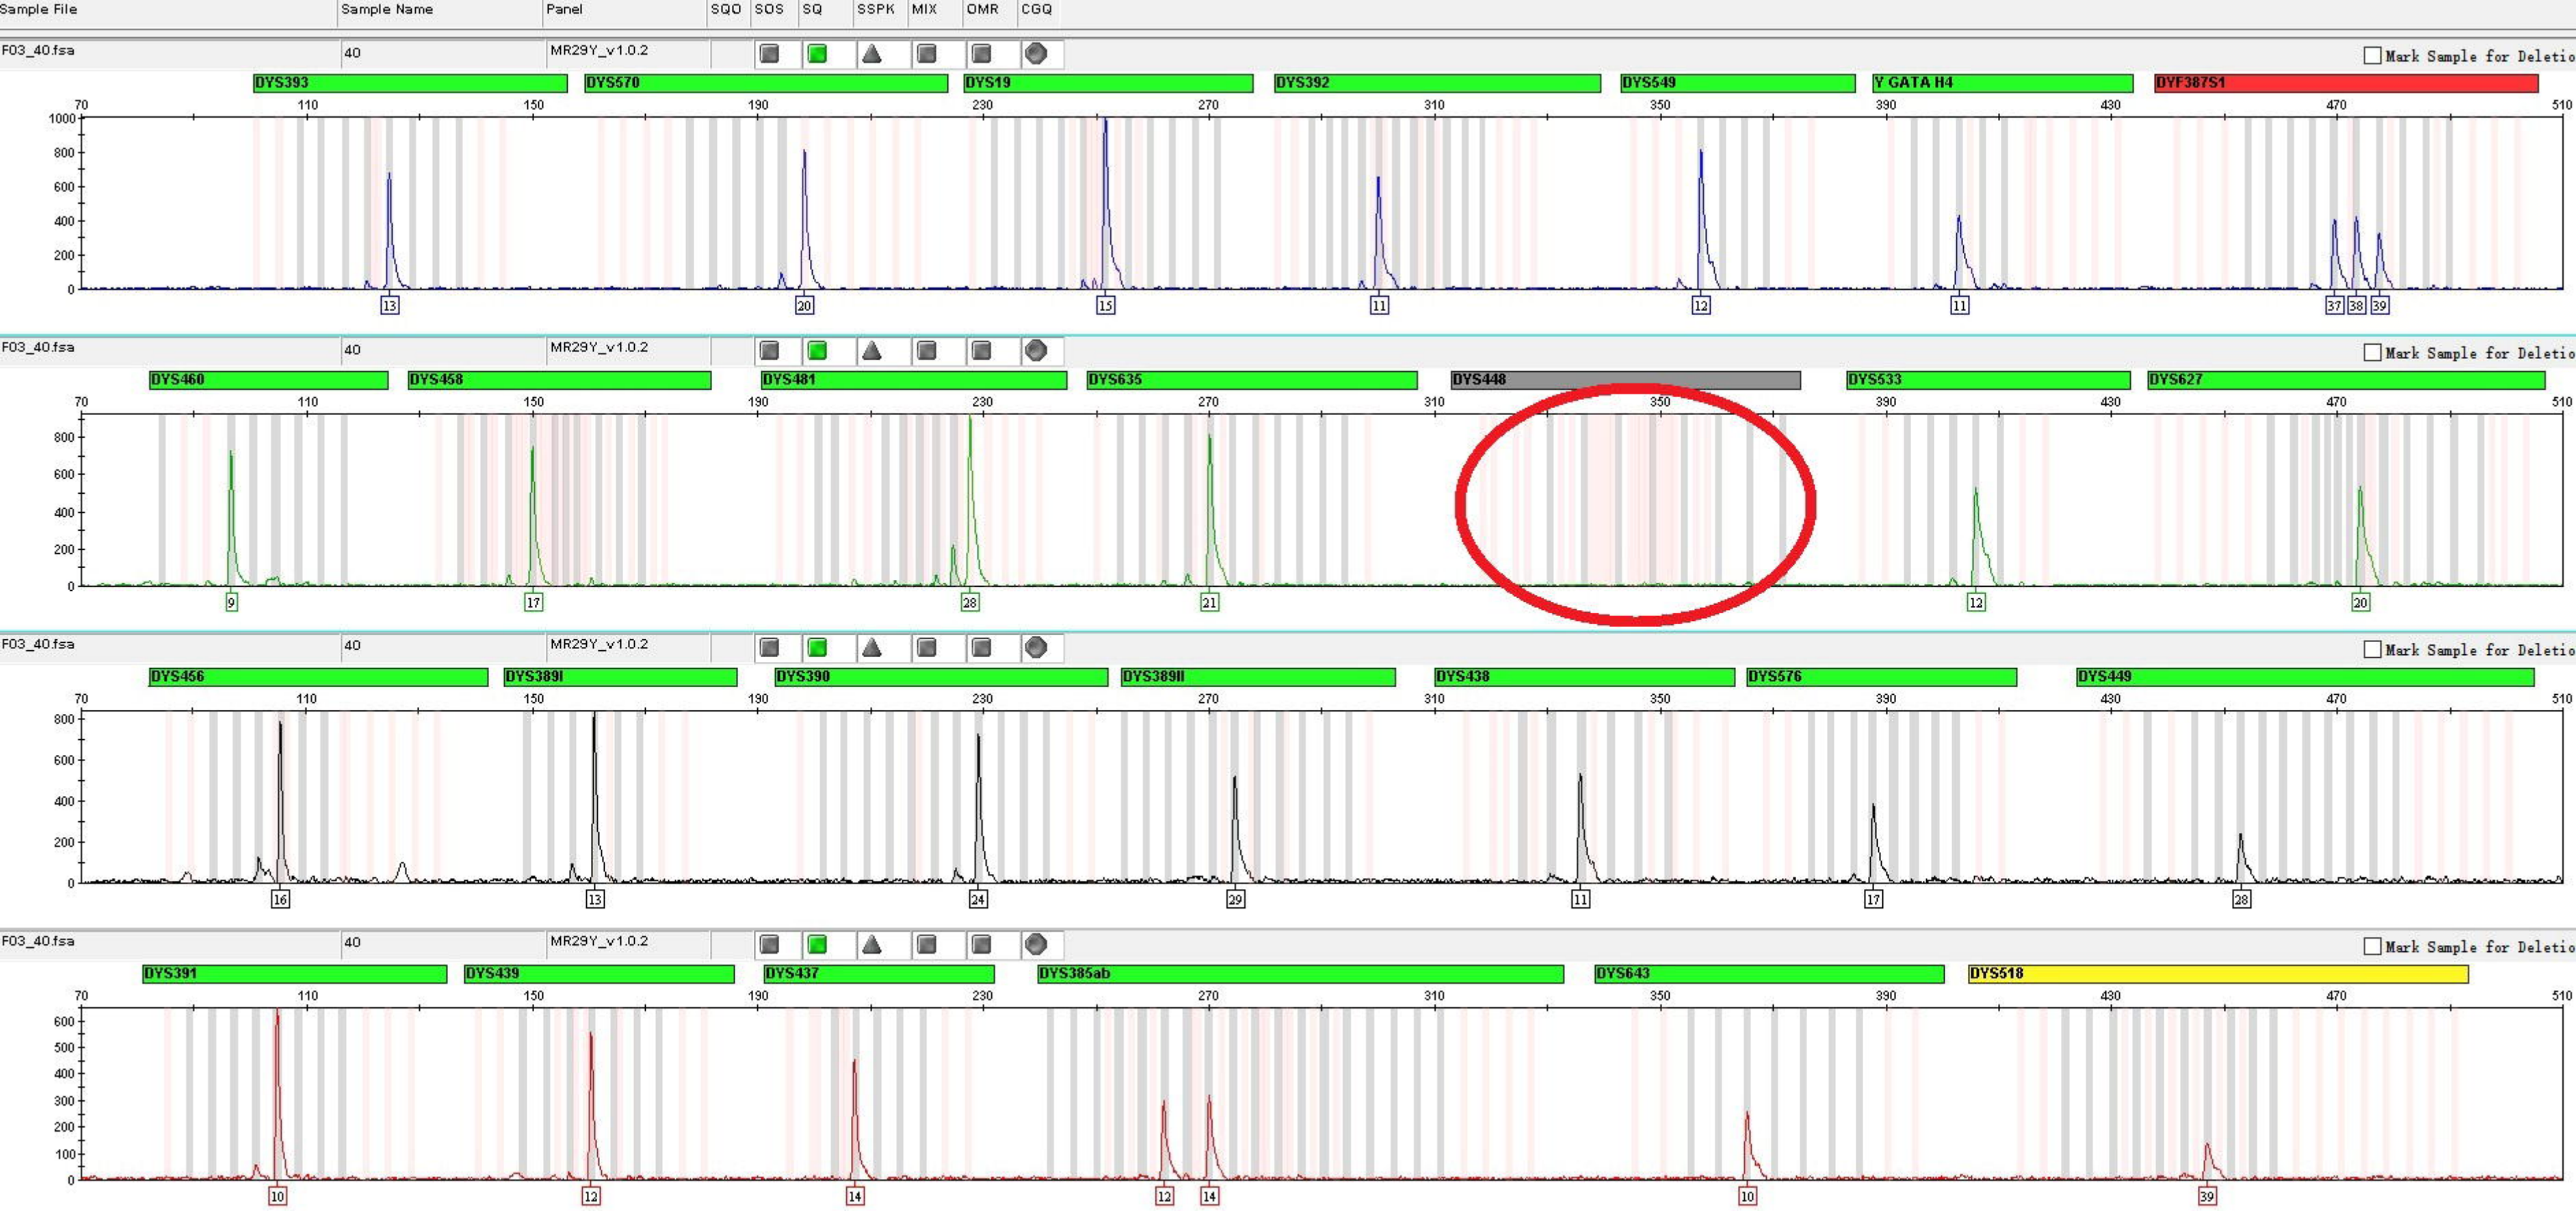 Sample File Sample Name Panel SQO SOS SQ SSPK MIX OMR CGQ
F03_40.fsa 40 MR29Y_v1.0.2 Mark Sample for Deletio
DYS393 DYS570 DYS19 DYS392 DYS549 Y GATA H4 DYF387S1
70 110 150 190 230 270 310 350 390 430 470 510
1000
800
600
400
200
0
13 20 15 11 12 11 37 38 39
F03_40.fsa 40 MR29Y_v1.0.2 Mark Sample for Deletio
DYS460 DYS458 DYS481 DYS635 DYS448 DYS533 DYS627
70 110 150 190 230 270 310 350 390 430 470 510
800
600
400
200
0
9 17 28 21 12 20
F03_40.fsa 40 MR29Y_v1.0.2 Mark Sample for Deletio
DYS456 DYS389I DYS390 DYS389II DYS438 DYS576 DYS449
70 110 150 190 230 270 310 350 390 430 470 510
800
600
400
200
0
16 13 24 29 11 17 28
F03_40.fsa 40 MR29Y_v1.0.2 Mark Sample for Deletio
DYS391 DYS439 DYS437 DYS385ab DYS643 DYS518
70 110 150 190 230 270 310 350 390 430 470 510
600
500
400
300
200
100
0
10 12 14 12 14 10 39